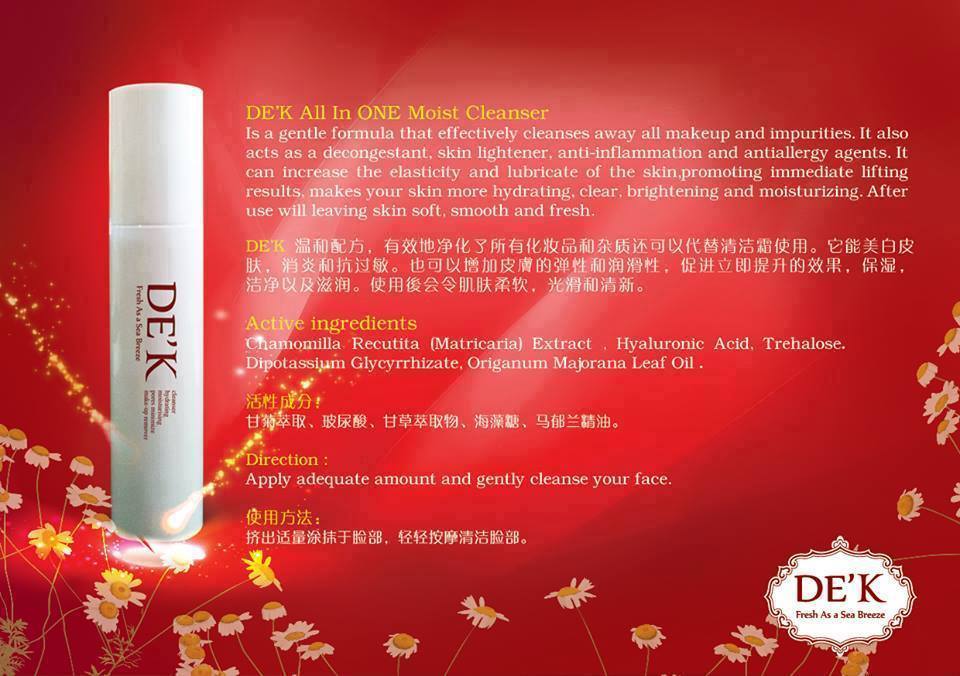 DE'K All In ONE Moist Cleanser
Is a gentle formula that effectively cleanses away all makeup and impurities. It also
acts as a decongestant, skin lightener, anti-inflammation and antiallergy agents. It
can increase the elasticity and lubricate of the skin,promoting immediate lifting
results, makes your skin more hydrating, clear, brightening and moisturizing. After
use will leaving skin soft, smooth and fresh.
DE'K 温和配方，有效地净化了所有化妆品和杂质还可以代替清洁霜使用。它能美白皮
肤，消炎和抗过敏。也可以增加皮膚的弹性和润滑性，促进立即提升的效果，保湿，
洁净以及滋润。使用後会令肌肤柔软，光滑和清新。
Active ingredients
Chamomilla Recutita (Matricaria) Extract , Hyaluronic Acid, Trehalose.
Dipotassium Glycyrrhizate, Origanum Majorana Leaf Oil .
活性成分：
甘菊萃取、玻尿酸、甘草萃取物、海藻糖、马郁兰精油。
Direction :
Apply adequate amount and gently cleanse your face.
使用方法：
挤出适量涂抹于脸部，轻轻按摩清洁脸部。
DE'K
Fresh As a Sea Breeze
cleanser
hydrating
moisturising
pores minimize
make-up remover
DE'K
Fresh As a Sea Breeze